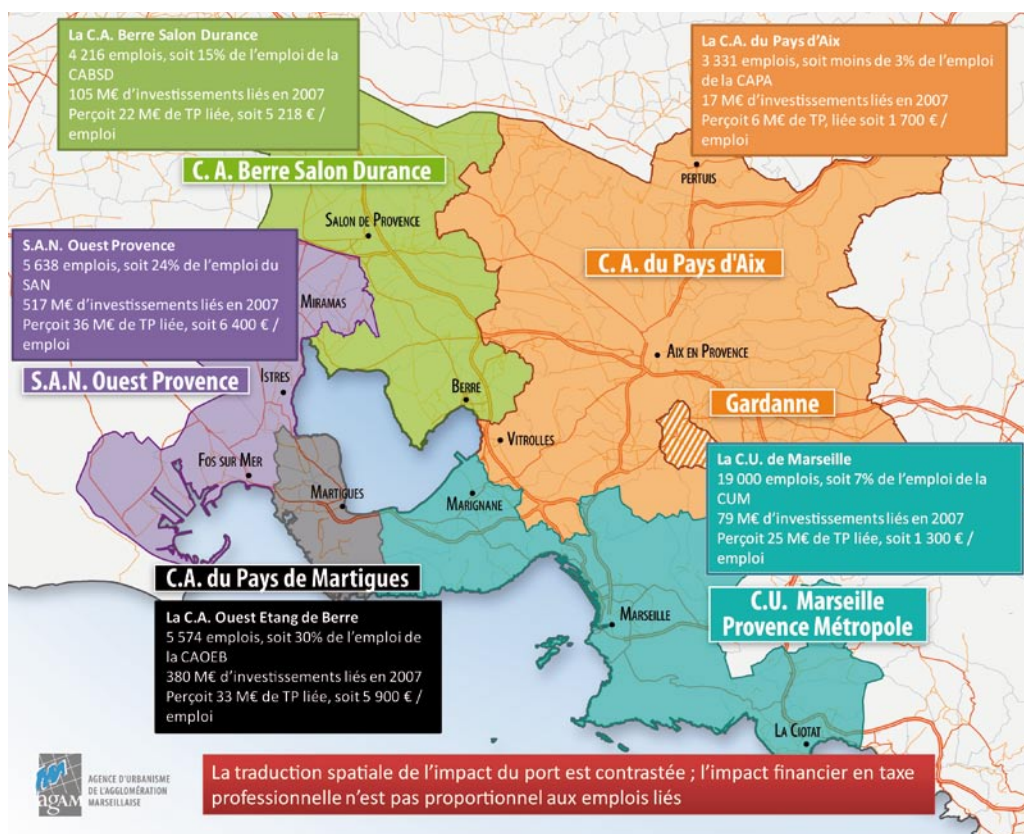 La C.A. Berre Salon Durance
4 216 emplois, soit 15% de l'emploi de la
CABSD
105 M€ d'investissements liés en 2007
Perçoit 22 M€ de TP liée, soit 5 218 € /
emploi
La C.A. du Pays d'Aix
3 331 emplois, soit moins de 3% de l'emploi
de la CAPA
17 M€ d'investissements liés en 2007
Perçoit 6 M€ de TP, liée soit 1 700 € /
emploi
C. A. Berre Salon Durance
PERTUIS
SALON DE PROVENCE
S.A.N. Ouest Provence
5 638 emplois, soit 24% de l'emploi du
SAN
517 M€ d'investissements liés en 2007
Perçoit 36 M€ de TP liée, soit 6 400 € /
emploi
C. A. du Pays d'Aix
MIRAMAS
AIX EN PROVENCE
S.A.N. Ouest Provence
ISTRES
BERRE
Gardanne
VITROLLES
FOS SUR MER
MARTIGUES
MARIGNANE
La C.U. de Marseille
19 000 emplois, soit 7% de l'emploi de la
CUM
79 M€ d'investissements liés en 2007
Perçoit 25 M€ de TP liée, soit 1 300 € /
emploi
C.A. du Pays de Martigues
La C.A. Ouest Etang de Berre
5 574 emplois, soit 30% de l'emploi de
la CAOEB
380 M€ d'investissements liés en 2007
Perçoit 33 M€ de TP liée, soit 5 900 € /
emploi
C.U. Marseille
Provence Métropole
MARSEILLE
LA CIOTAT
agAM
AGENCE D'URBANISME
DE L'AGGLOMÉRATION
MARSEILLAISE
La traduction spatiale de l'impact du port est contrastée ; l'impact financier en taxe
professionnelle n'est pas proportionnel aux emplois liés